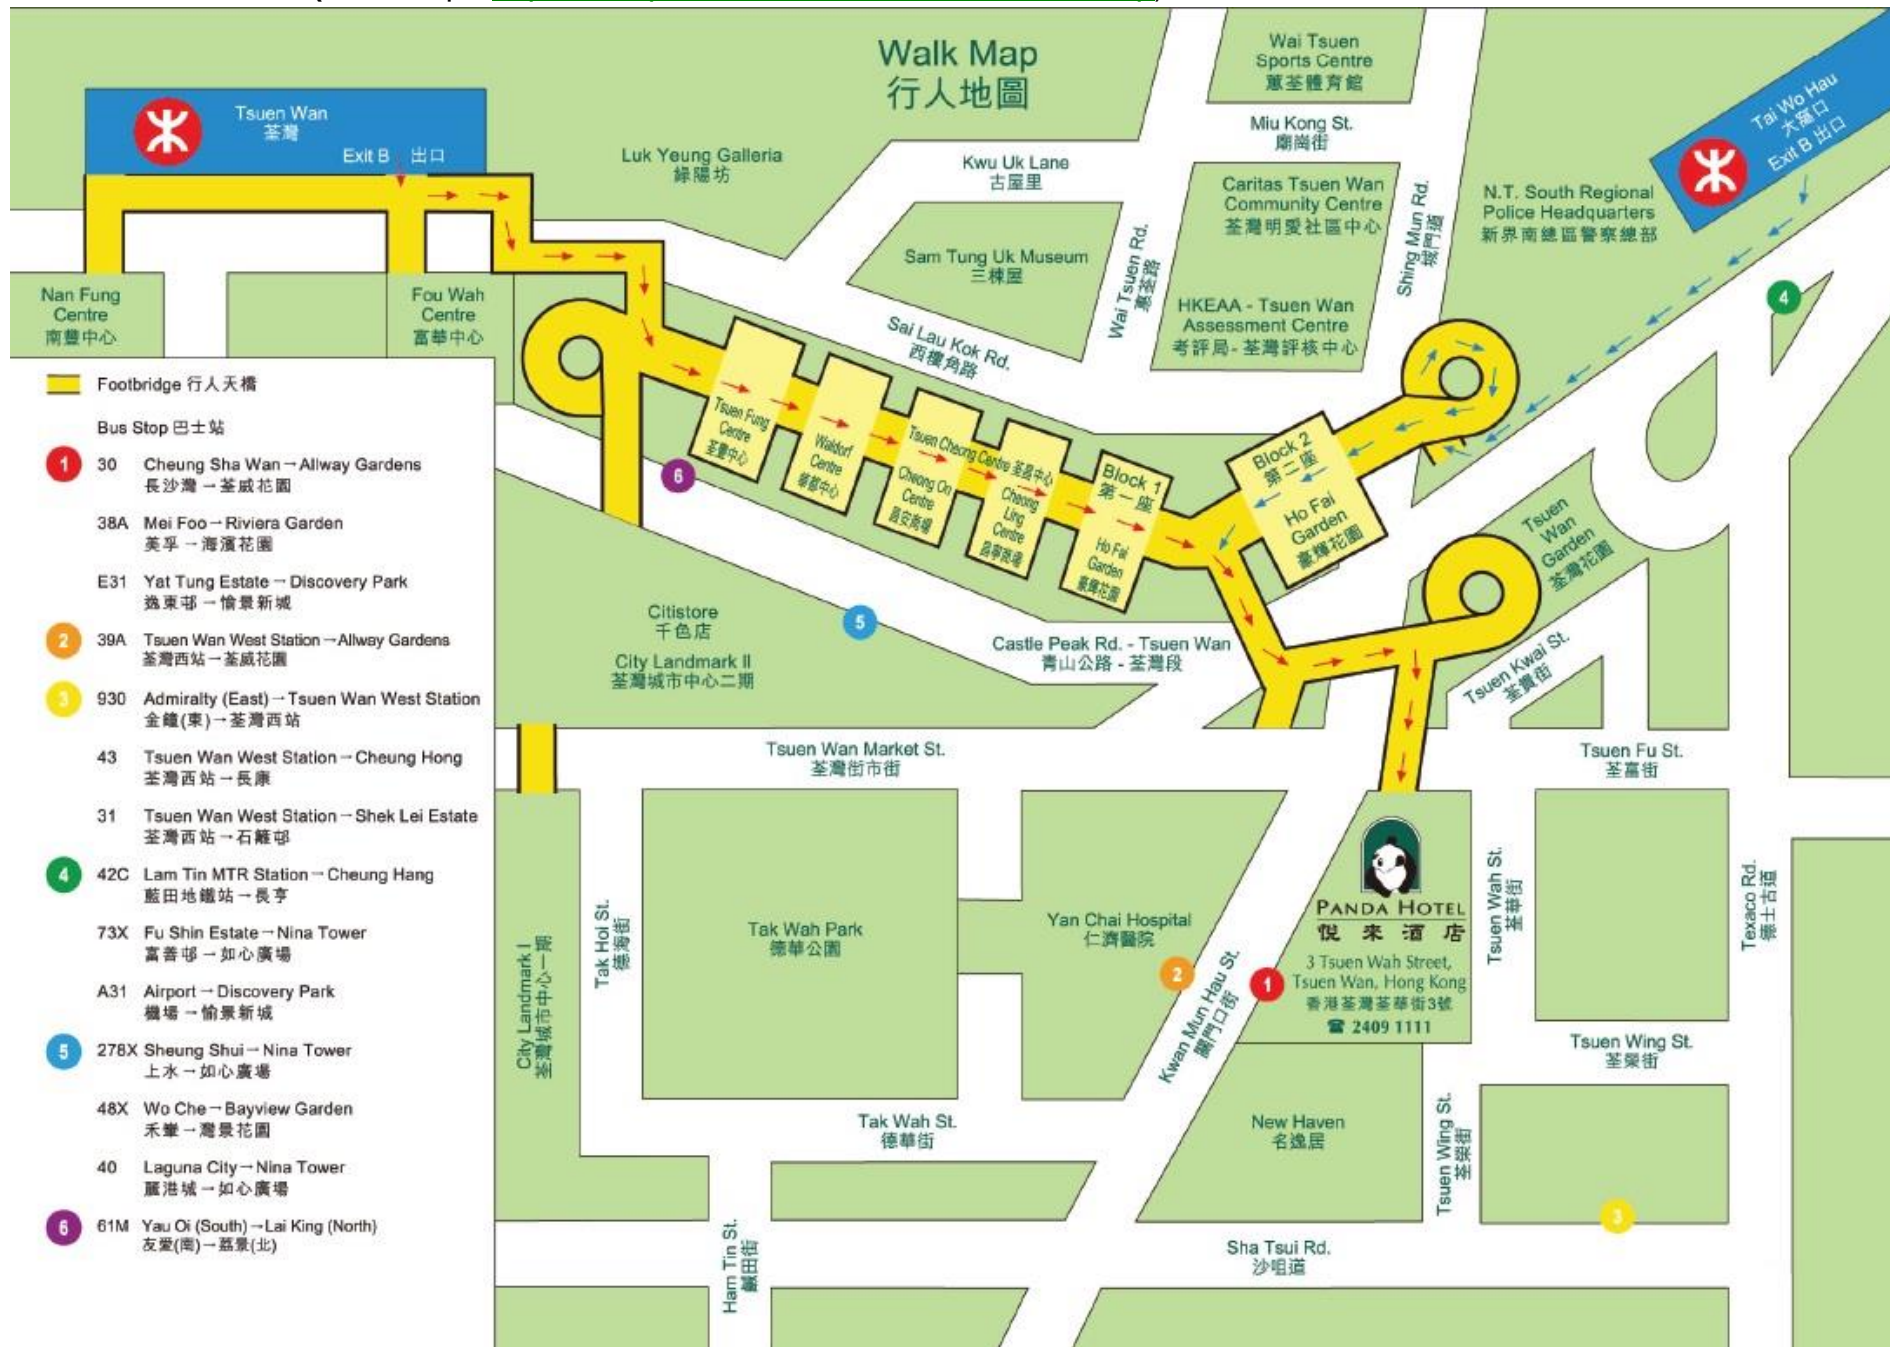 Walk Map
行人地圖
Tsuen Wan
荃灣
Exit B 出口
Luk Yeung Galleria
綠陽坊
Kwu Uk Lane
古屋里
Sam Tung Uk Museum
三棟屋
Wai Tsuen
Sports Centre
蕙荃體育館
Miu Kong St.
廟崗街
Caritas Tsuen Wan
Community Centre
荃灣明愛社區中心
HKEAA - Tsuen Wan
Assessment Centre
考評局-荃灣評核中心
Wai Tsuen Rd.
惠荃路
Shing Mun Rd.
城門道
N.T. South Regional
Police Headquarters
新界南總區警察總部
Tai Wo Hau
大窩口
Exit B 出口
4
Nan Fung
Centre
南豐中心
Fou Wah
Centre
富華中心
Sai Lau Kok Rd.
西樓角路
Tsuen Fung
Centre
荃豐中心
Waldorf
Centre
華都中心
Tsuen Cheong Centre 荃昌中心
Cheong On
Centre
昌安商場
Cheong
Ling
Centre
昌寧商場
Block 1
第一座
Ho Fai
Garden
豪輝花園
Block 2
第二座
Ho Fai
Garden
豪輝花園
Tsuen
Wan
Garden
荃灣花園
6
5
Citistore
千色店
City Landmark II
荃灣城市中心二期
Castle Peak Rd. - Tsuen Wan
青山公路 - 荃灣段
Tsuen Kwai St.
荃貴街
Tsuen Wan Market St.
荃灣街市街
Tsuen Fu St.
荃富街
City Landmark I
荃灣城市中心一期
Tak Hoi St.
德海街
Tak Wah Park
德華公園
Yan Chai Hospital
仁濟醫院
2
Kwan Mun Hau St.
關門口街
1
PANDA HOTEL
悅來酒店
3 Tsuen Wah Street,
Tsuen Wan, Hong Kong
香港荃灣荃華街3號
☎ 2409 1111
Tsuen Wah St.
荃華街
Texaco Rd.
德士古道
Tsuen Wing St.
荃榮街
Tak Wah St.
德華街
New Haven
名逸居
Tsuen Wing St.
荃榮街
3
Ham Tin St.
鹹田街
Sha Tsui Rd.
沙咀道
Footbridge 行人天橋
Bus Stop 巴士站
1 30 Cheung Sha Wan→Allway Gardens
長沙灣→荃威花園
38A Mei Foo→Riviera Garden
美孚→海濱花園
E31 Yat Tung Estate→Discovery Park
逸東邨→愉景新城
2 39A Tsuen Wan West Station→Allway Gardens
荃灣西站→荃威花園
3 930 Admiralty (East)→Tsuen Wan West Station
金鐘(東)→荃灣西站
43 Tsuen Wan West Station→Cheung Hong
荃灣西站→長康
31 Tsuen Wan West Station→Shek Lei Estate
荃灣西站→石籬邨
4 42C Lam Tin MTR Station→Cheung Hang
藍田地鐵站→長亨
73X Fu Shin Estate→Nina Tower
富善邨→如心廣場
A31 Airport→Discovery Park
機場→愉景新城
5 278X Sheung Shui→Nina Tower
上水→如心廣場
48X Wo Che→Bayview Garden
禾輋→灣景花園
40 Laguna City→Nina Tower
麗港城→如心廣場
6 61M Yau Oi (South)→Lai King (North)
友愛(南)→荔景(北)